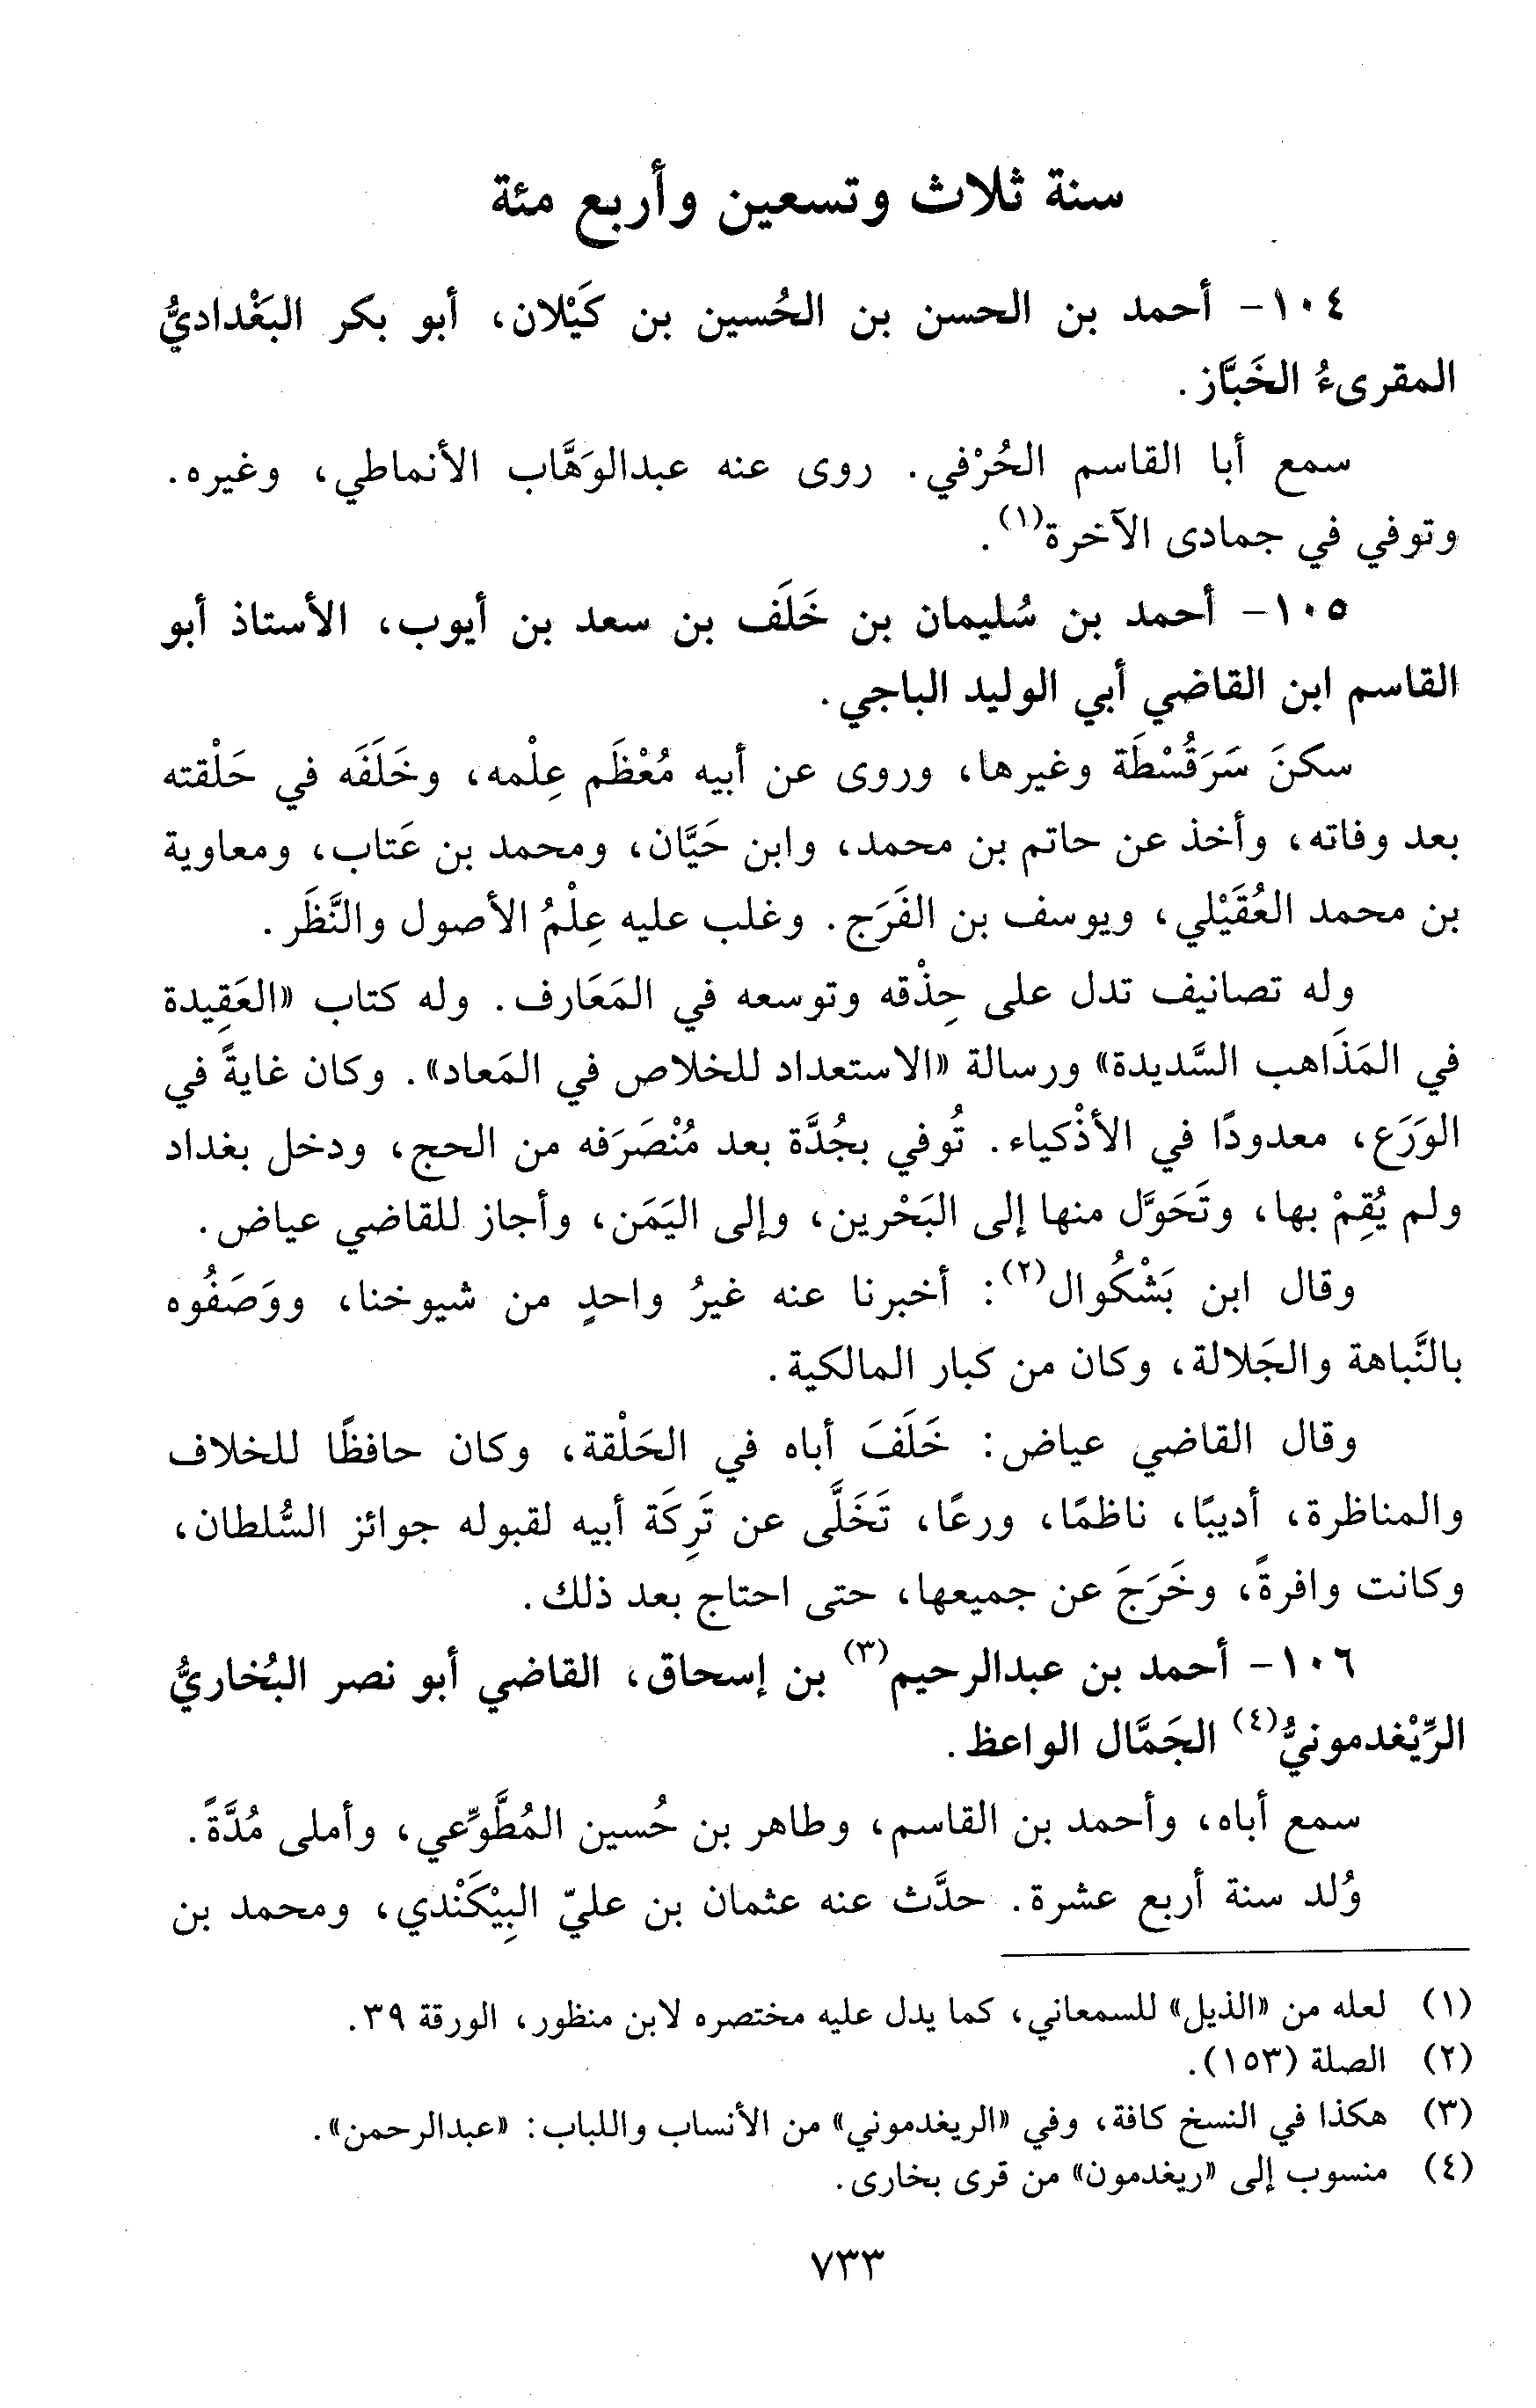 سنة ثلاث وتسعين وأربع مئة
١٠٤- أحمد بن الحسن بن الحُسين بن كَيْلان، أبو بكر البَغْداديُّ
المقرىءُ الخَبَّاز.
سمع أبا القاسم الحُرْفي. روى عنه عبدالوَهَّاب الأنماطي، وغيره.
وتوفي في جمادى الآخرة(١).
١٠٥- أحمد بن سُليمان بن خَلَف بن سعد بن أيوب، الأستاذ أبو
القاسم ابن القاضي أبي الوليد الباجي.
سكنَ سَرَقُسْطَة وغيرها، وروى عن أبيه مُعْظَم عِلْمه، وخَلَفَه في حَلْقته
بعد وفاته، وأخذ عن حاتم بن محمد، وابن حَيَّان، ومحمد بن عَتاب، ومعاوية
بن محمد العُقَيْلي، ويوسف بن الفَرَج. وغلب عليه عِلْمُ الأصول والنَّظَر.
وله تصانيف تدل على حِذْقه وتوسعه في المَعَارف. وله كتاب «العَقِيدة
في المَذَاهب السَّديدة» ورسالة «الاستعداد للخلاص في المَعاد». وكان غايةً في
الوَرَع، معدودًا في الأذْكياء. تُوفي بجُدَّة بعد مُنْصَرَفه من الحج، ودخل بغداد
ولم يُقِمْ بها، وتَحَوَّل منها إلى البَحْرين، وإلى اليَمَن، وأجاز للقاضي عياض.
وقال ابن بَشْكُوال(٢): أخبرنا عنه غيرُ واحدٍ من شيوخنا، ووَصَفُوه
بالنَّباهة والجَلالة، وكان من كبار المالكية.
وقال القاضي عياض: خَلَفَ أباه في الحَلْقة، وكان حافظًا للخلاف
والمناظرة، أديبًا، ناظمًا، ورعًا، تَخَلَّى عن تَرِكَة أبيه لقبوله جوائز السُّلطان،
وكانت وافرةً، وخَرَجَ عن جميعها، حتى احتاج بعد ذلك.
١٠٦- أحمد بن عبدالرحيم(٣) بن إسحاق، القاضي أبو نصر البُخاريُّ
الرِّيْغدمونيُّ(٤) الجَمَّال الواعظ.
سمع أباه، وأحمد بن القاسم، وطاهر بن حُسين المُطَّوِّعي، وأملى مُدَّةً.
وُلد سنة أربع عشرة. حدَّث عنه عثمان بن عليّ البِيْكَنْدي، ومحمد بن
(١) لعله من «الذيل» للسمعاني، كما يدل عليه مختصره لابن منظور، الورقة ٣٩.
(٢) الصلة (١٥٣).
(٣) هكذا في النسخ كافة، وفي «الريغدموني» من الأنساب واللباب: «عبدالرحمن».
(٤) منسوب إلى «ريغدمون» من قرى بخارى.
٧٣٣